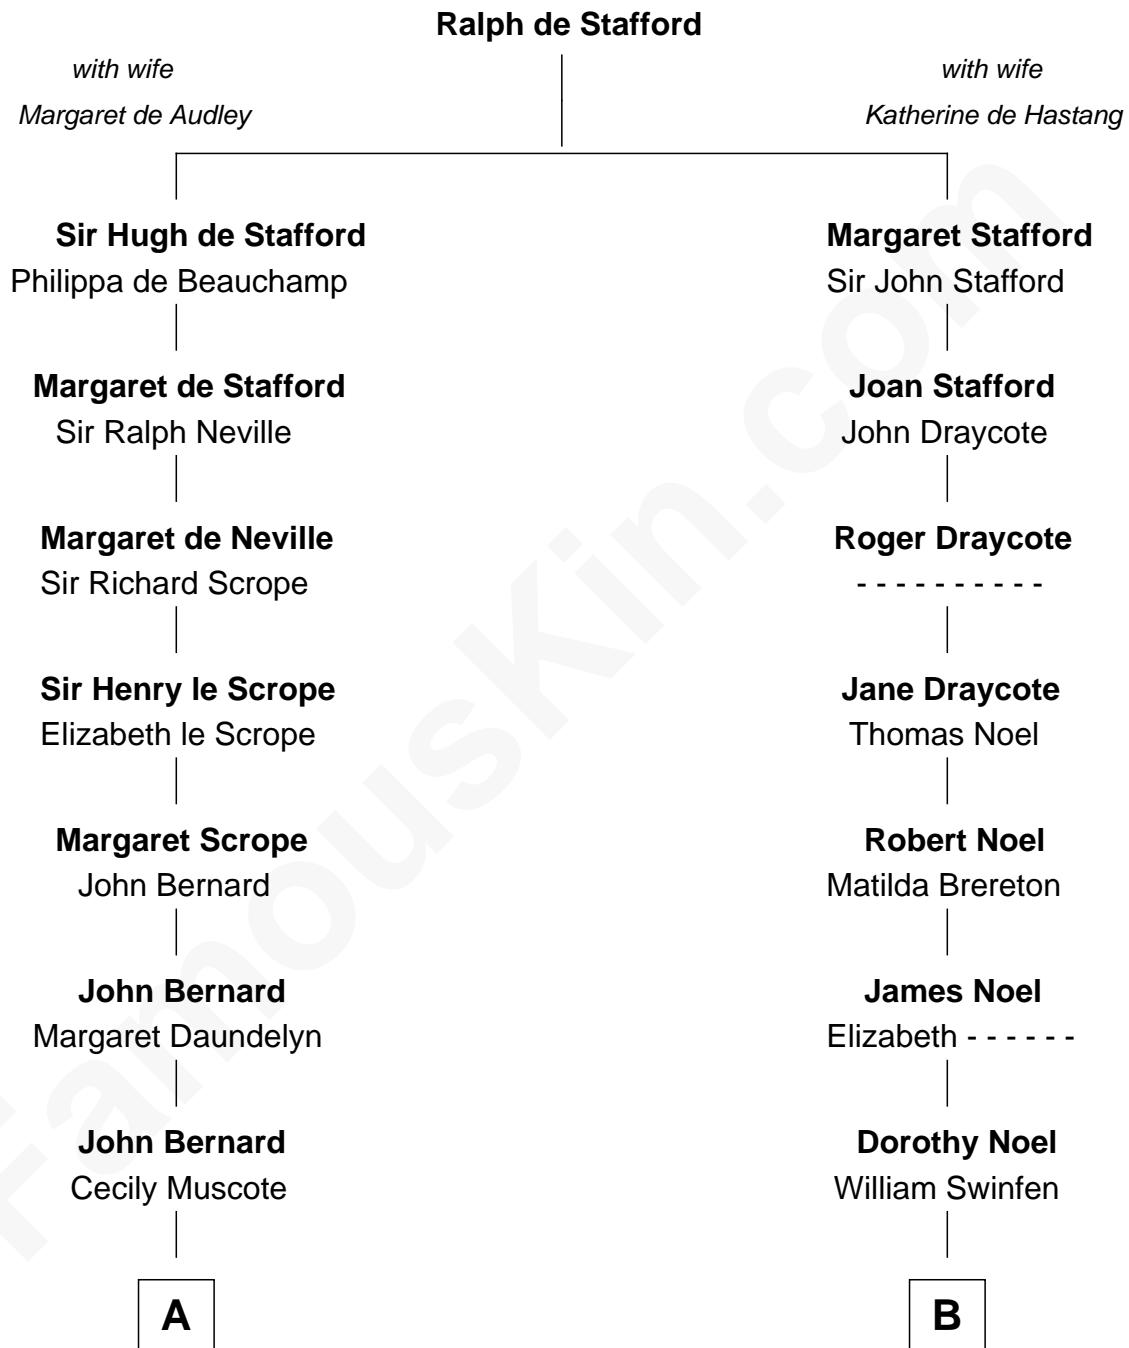 Ralph de Stafford
with wife
Margaret de Audley
with wife
Katherine de Hastang
Sir Hugh de Stafford
Philippa de Beauchamp
Margaret Stafford
Sir John Stafford
Margaret de Stafford
Sir Ralph Neville
Joan Stafford
John Draycote
Margaret de Neville
Sir Richard Scrope
Roger Draycote
- - - - - - - - - -
Sir Henry le Scrope
Elizabeth le Scrope
Jane Draycote
Thomas Noel
Margaret Scrope
John Bernard
Robert Noel
Matilda Brereton
John Bernard
Margaret Daundelyn
James Noel
Elizabeth - - - - - -
John Bernard
Cecily Muscote
Dorothy Noel
William Swinfen
A
B
FamousKin.com